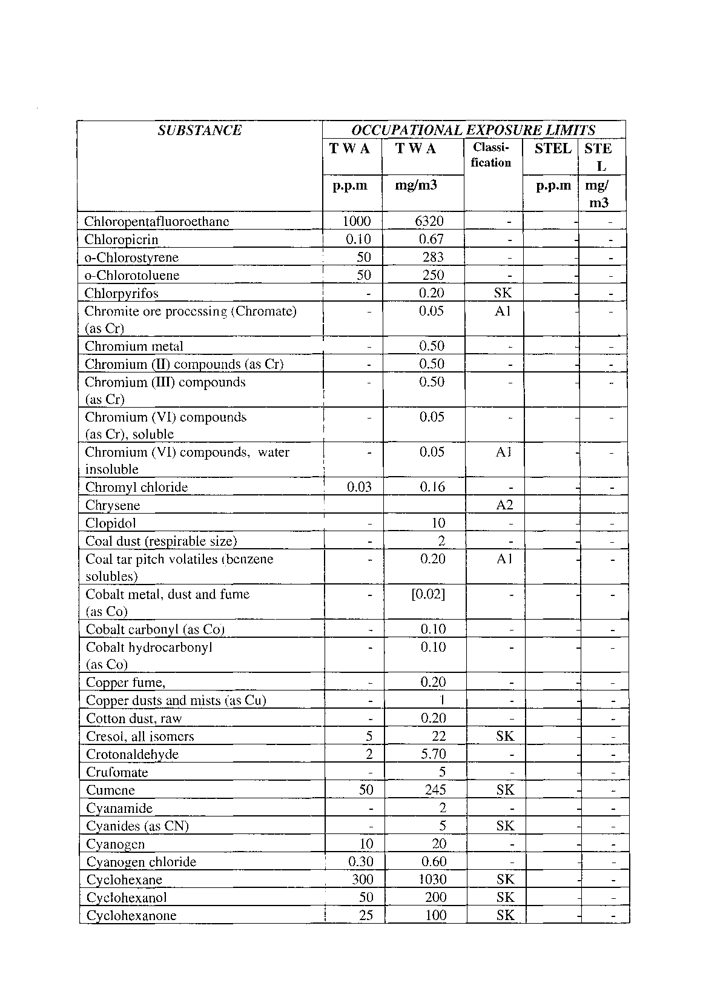 SUBSTANCE OCCUPATIONAL EXPOSURE LIMITS
T W A T W A Classi- STEL STE
fication L
p.p.m mg/m3 p.p.m mg/
m3
Chloropentafluoroethane 1000 6320 - - -
Chloropicrin 0.10 0.67 - - -
o-Chlorostyrene 50 283 - - -
o-Chlorotoluene 50 250 - - -
Chlorpyrifos - 0.20 SK - -
Chromite ore processing (Chromate) - 0.05 A1 - -
(as Cr)
Chromium metal - 0.50 - - -
Chromium (II) compounds (as Cr) - 0.50 - - -
Chromium (III) compounds - 0.50 - - -
(as Cr)
Chromium (VI) compounds - 0.05 - - -
(as Cr), soluble
Chromium (VI) compounds, water - 0.05 A1 - -
insoluble
Chromyl chloride 0.03 0.16 - - -
Chrysene A2
Clopidol - 10 - - -
Coal dust (respirable size) - 2 - - -
Coal tar pitch volatiles (benzene - 0.20 A1 - -
solubles)
Cobalt metal, dust and fume - [0.02] - - -
(as Co)
Cobalt carbonyl (as Co) - 0.10 - - -
Cobalt hydrocarbonyl - 0.10 - - -
(as Co)
Copper fume, - 0.20 - - -
Copper dusts and mists (as Cu) - 1 - - -
Cotton dust, raw - 0.20 - - -
Cresol, all isomers 5 22 SK - -
Crotonaldehyde 2 5.70 - - -
Crufomate - 5 - - -
Cumene 50 245 SK - -
Cyanamide - 2 - - -
Cyanides (as CN) - 5 SK - -
Cyanogen 10 20 - - -
Cyanogen chloride 0.30 0.60 - - -
Cyclohexane 300 1030 SK - -
Cyclohexanol 50 200 SK - -
Cyclohexanone 25 100 SK - -